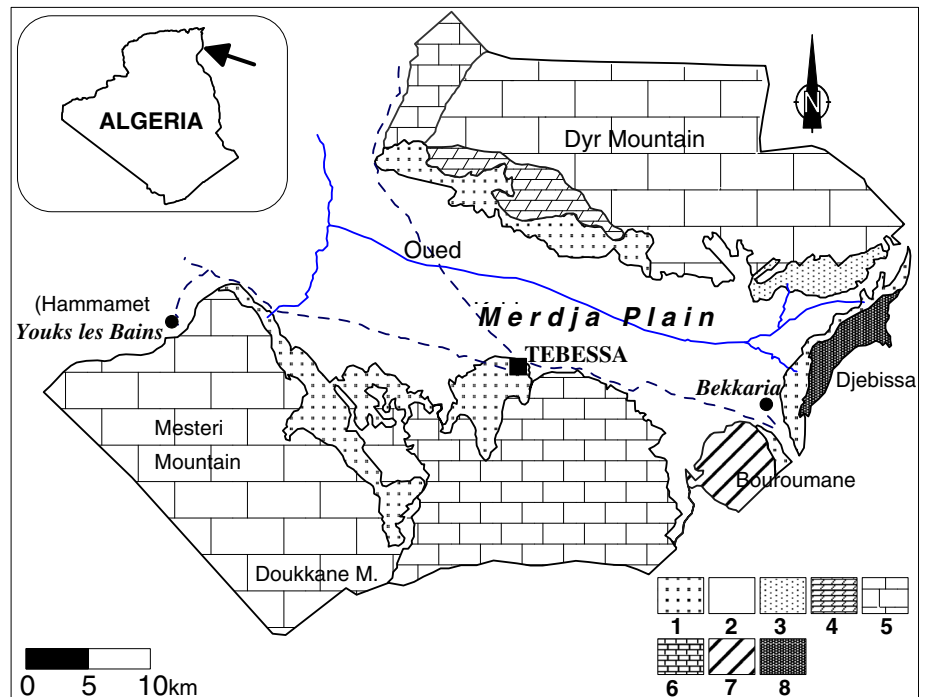 ALGERIA
N
Dyr Mountain
Oued
(Hammamet
Youks les Bains
Merdja Plain
TEBESSA
Bekkaria
Djebissa
Mesteri
Mountain
Bouroumane
Doukkane M.
1 2 3 4 5
6 7 8
0 5 10km